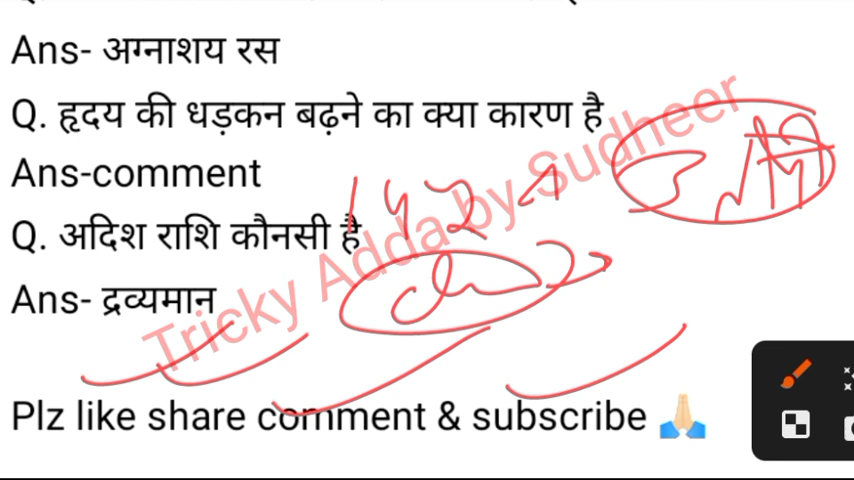 Ans- अग्नाशय रस
Q. हृदय की धड़कन बढ़ने का क्या कारण है
Ans-comment
Q. अदिश राशि कौनसी है
Ans- द्रव्यमान
Tricky Adda by Sudheer
Plz like share comment & subscribe 🙏🏻